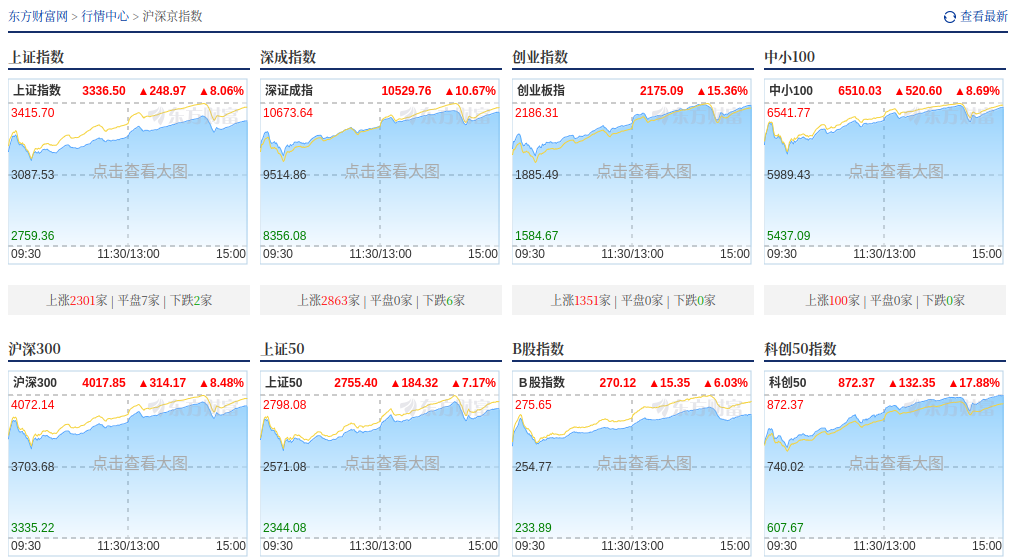 东方财富网 > 行情中心 > 沪深京指数 查看最新
上证指数 深成指数 创业板指数 中小100
上证指数 3336.50 ▲248.97 ▲8.06%
3415.70
3087.53
点击查看大图
2759.36
09:30 11:30/13:00 15:00
深证成指 10529.76 ▲10.67%
10673.64
9514.86
点击查看大图
8356.08
09:30 11:30/13:00 15:00
创业板指 2175.09 ▲15.36%
2186.31
1885.49
点击查看大图
1584.67
09:30 11:30/13:00 15:00
中小100 6510.03 ▲520.60 ▲8.69%
6541.77
5989.43
点击查看大图
5437.09
09:30 11:30/13:00 15:00
上涨2301家 | 平盘7家 | 下跌2家
上涨2863家 | 平盘0家 | 下跌6家
上涨1351家 | 平盘0家 | 下跌0家
上涨100家 | 平盘0家 | 下跌0家
沪深300 上证50 B股指数 科创50指数
沪深300 4017.85 ▲314.17 ▲8.48%
4072.14
3703.68
点击查看大图
3335.22
09:30 11:30/13:00 15:00
上证50 2755.40 ▲184.32 ▲7.17%
2798.08
2571.08
点击查看大图
2344.08
09:30 11:30/13:00 15:00
B股指数 270.12 ▲15.35 ▲6.03%
275.65
254.77
点击查看大图
233.89
09:30 11:30/13:00 15:00
科创50 872.37 ▲132.35 ▲17.88%
872.37
740.02
点击查看大图
607.67
09:30 11:30/13:00 15:00